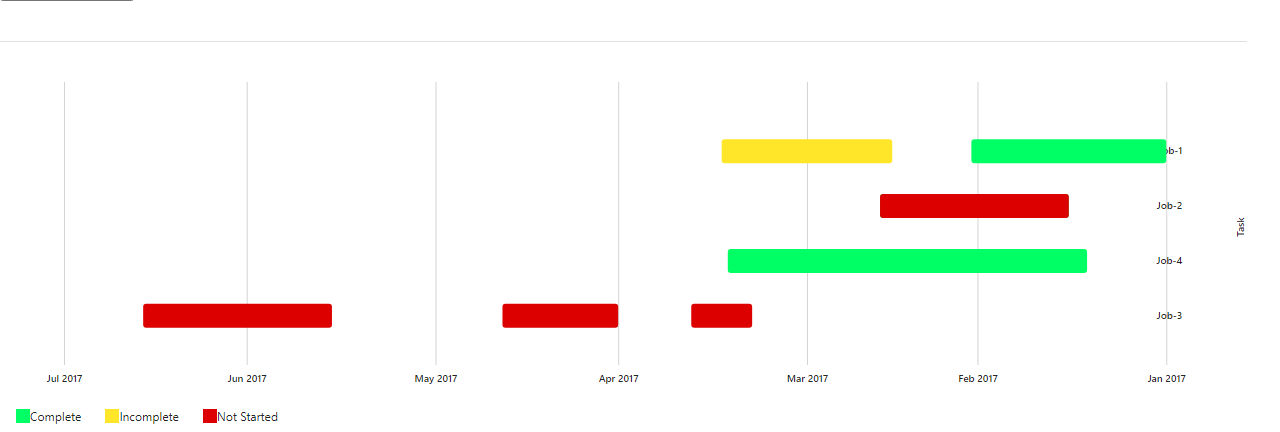 ob-1
Job-2
Task
Job-4
Job-3
Jul 2017 Jun 2017 May 2017 Apr 2017 Mar 2017 Feb 2017 Jan 2017
Complete Incomplete Not Started